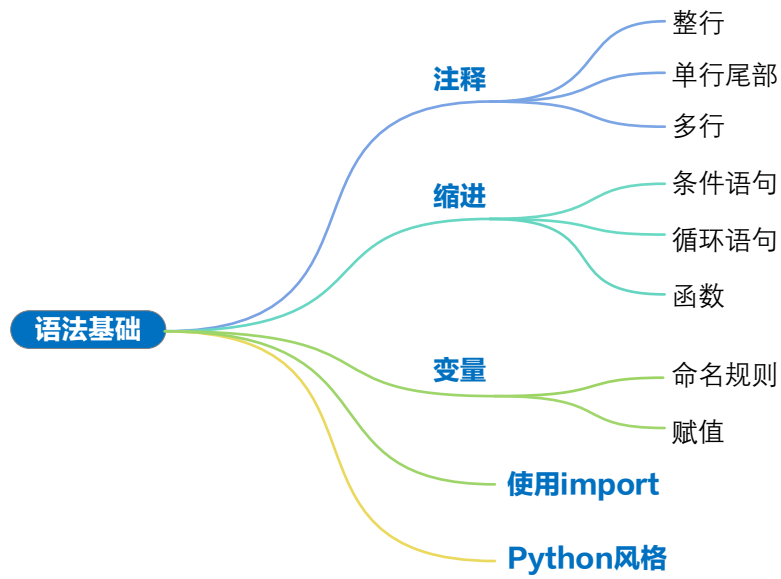 语法基础
注释
整行
单行尾部
多行
缩进
条件语句
循环语句
函数
变量
命名规则
赋值
使用import
Python风格